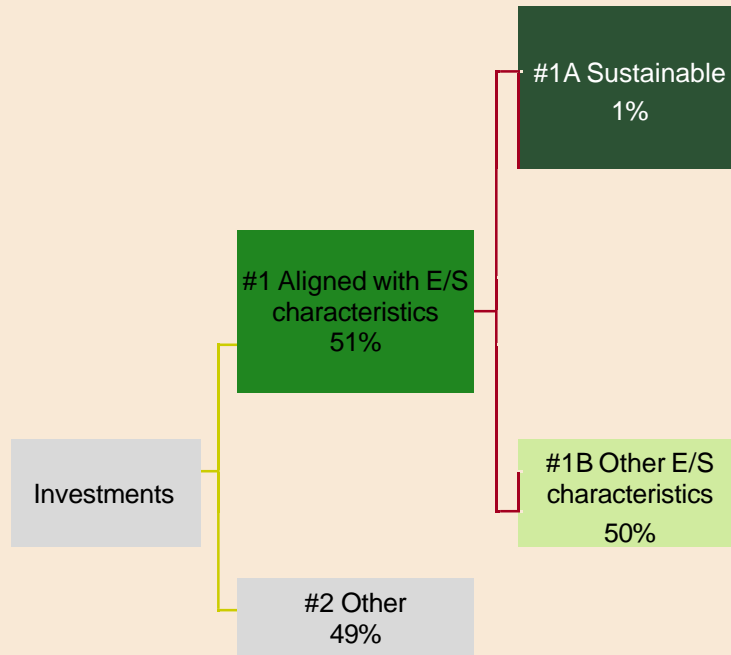 #1A Sustainable
1%
#1 Aligned with E/S
characteristics
51%
Investments
#1B Other E/S
characteristics
50%
#2 Other
49%